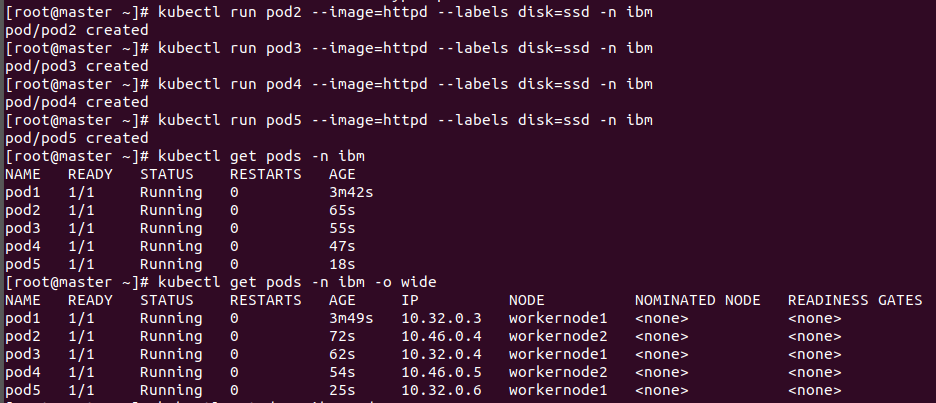 [root@master ~]# kubectl run pod2 --image=httpd --labels disk=ssd -n ibm
pod/pod2 created
[root@master ~]# kubectl run pod3 --image=httpd --labels disk=ssd -n ibm
pod/pod3 created
[root@master ~]# kubectl run pod4 --image=httpd --labels disk=ssd -n ibm
pod/pod4 created
[root@master ~]# kubectl run pod5 --image=httpd --labels disk=ssd -n ibm
pod/pod5 created
[root@master ~]# kubectl get pods -n ibm
NAME   READY   STATUS    RESTARTS   AGE
pod1   1/1     Running   0          3m42s
pod2   1/1     Running   0          65s
pod3   1/1     Running   0          55s
pod4   1/1     Running   0          47s
pod5   1/1     Running   0          18s
[root@master ~]# kubectl get pods -n ibm -o wide
NAME   READY   STATUS    RESTARTS   AGE     IP          NODE          NOMINATED NODE   READINESS GATES
pod1   1/1     Running   0          3m49s   10.32.0.3   workernode1   <none>           <none>
pod2   1/1     Running   0          72s     10.46.0.4   workernode2   <none>           <none>
pod3   1/1     Running   0          62s     10.32.0.4   workernode1   <none>           <none>
pod4   1/1     Running   0          54s     10.46.0.5   workernode2   <none>           <none>
pod5   1/1     Running   0          25s     10.32.0.6   workernode1   <none>           <none>